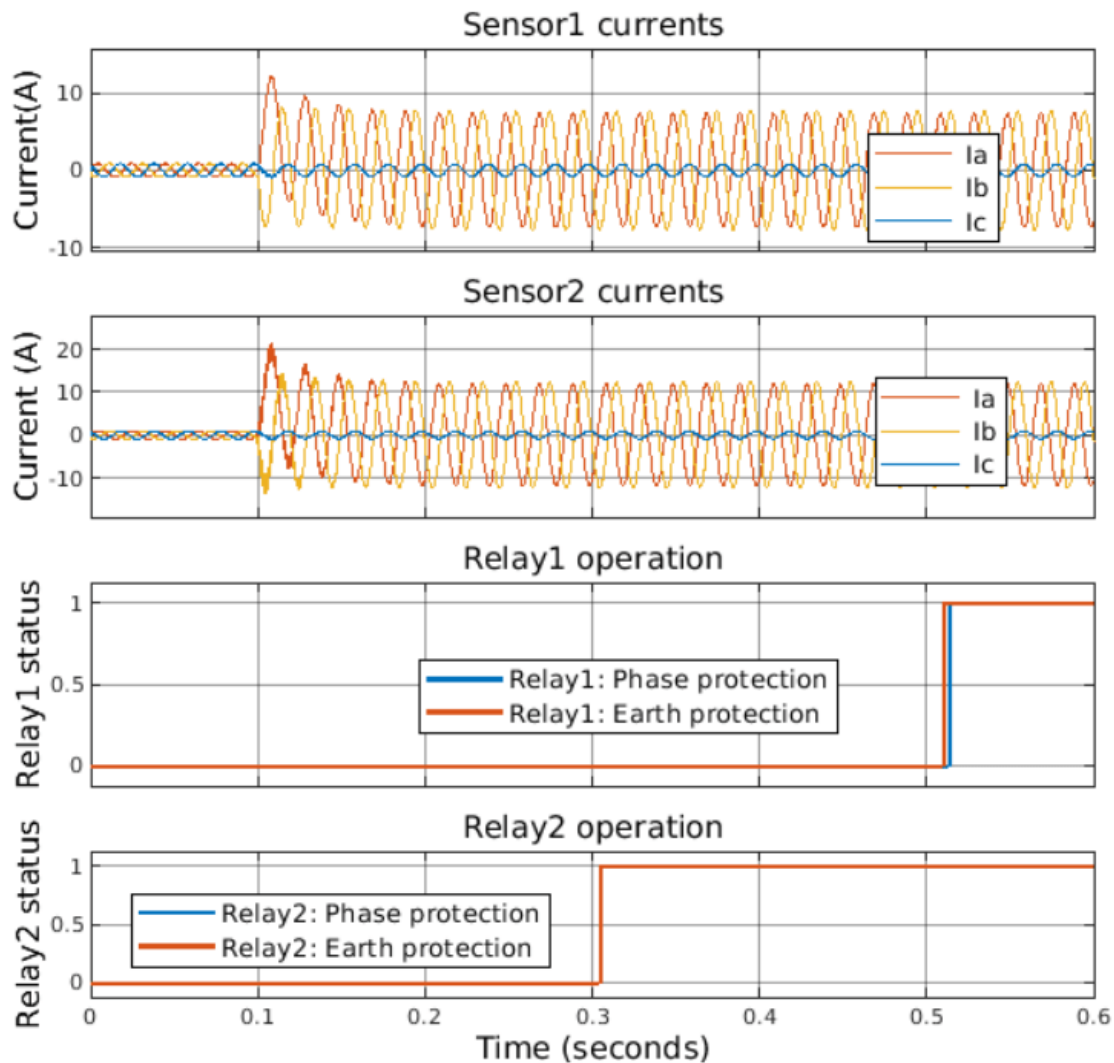 Sensor1 currents
Current(A)
10
0
-10
Ia
Ib
Ic
Sensor2 currents
Current (A)
20
10
0
-10
Ia
Ib
Ic
Relay1 operation
Relay1 status
1
0.5
0
Relay1: Phase protection
Relay1: Earth protection
Relay2 operation
Relay2 status
1
0.5
0
Relay2: Phase protection
Relay2: Earth protection
0 0.1 0.2 0.3 0.4 0.5 0.6
Time (seconds)